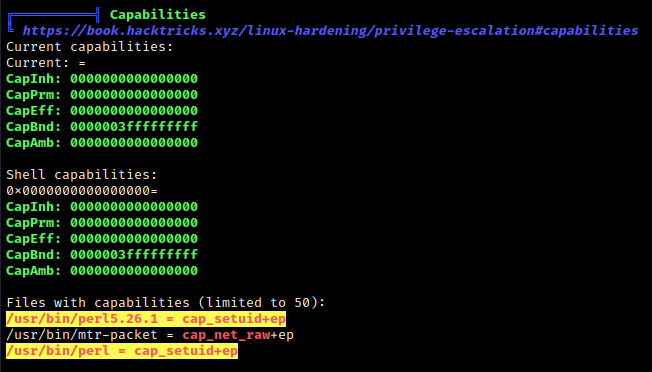 ╔══════════╣ Capabilities
╚ https://book.hacktricks.xyz/linux-hardening/privilege-escalation#capabilities
Current capabilities:
Current: =
CapInh: 0000000000000000
CapPrm: 0000000000000000
CapEff: 0000000000000000
CapBnd: 0000003fffffffff
CapAmb: 0000000000000000

Shell capabilities:
0×0000000000000000=
CapInh: 0000000000000000
CapPrm: 0000000000000000
CapEff: 0000000000000000
CapBnd: 0000003fffffffff
CapAmb: 0000000000000000

Files with capabilities (limited to 50):
/usr/bin/perl5.26.1 = cap_setuid+ep
/usr/bin/mtr-packet = cap_net_raw+ep
/usr/bin/perl = cap_setuid+ep